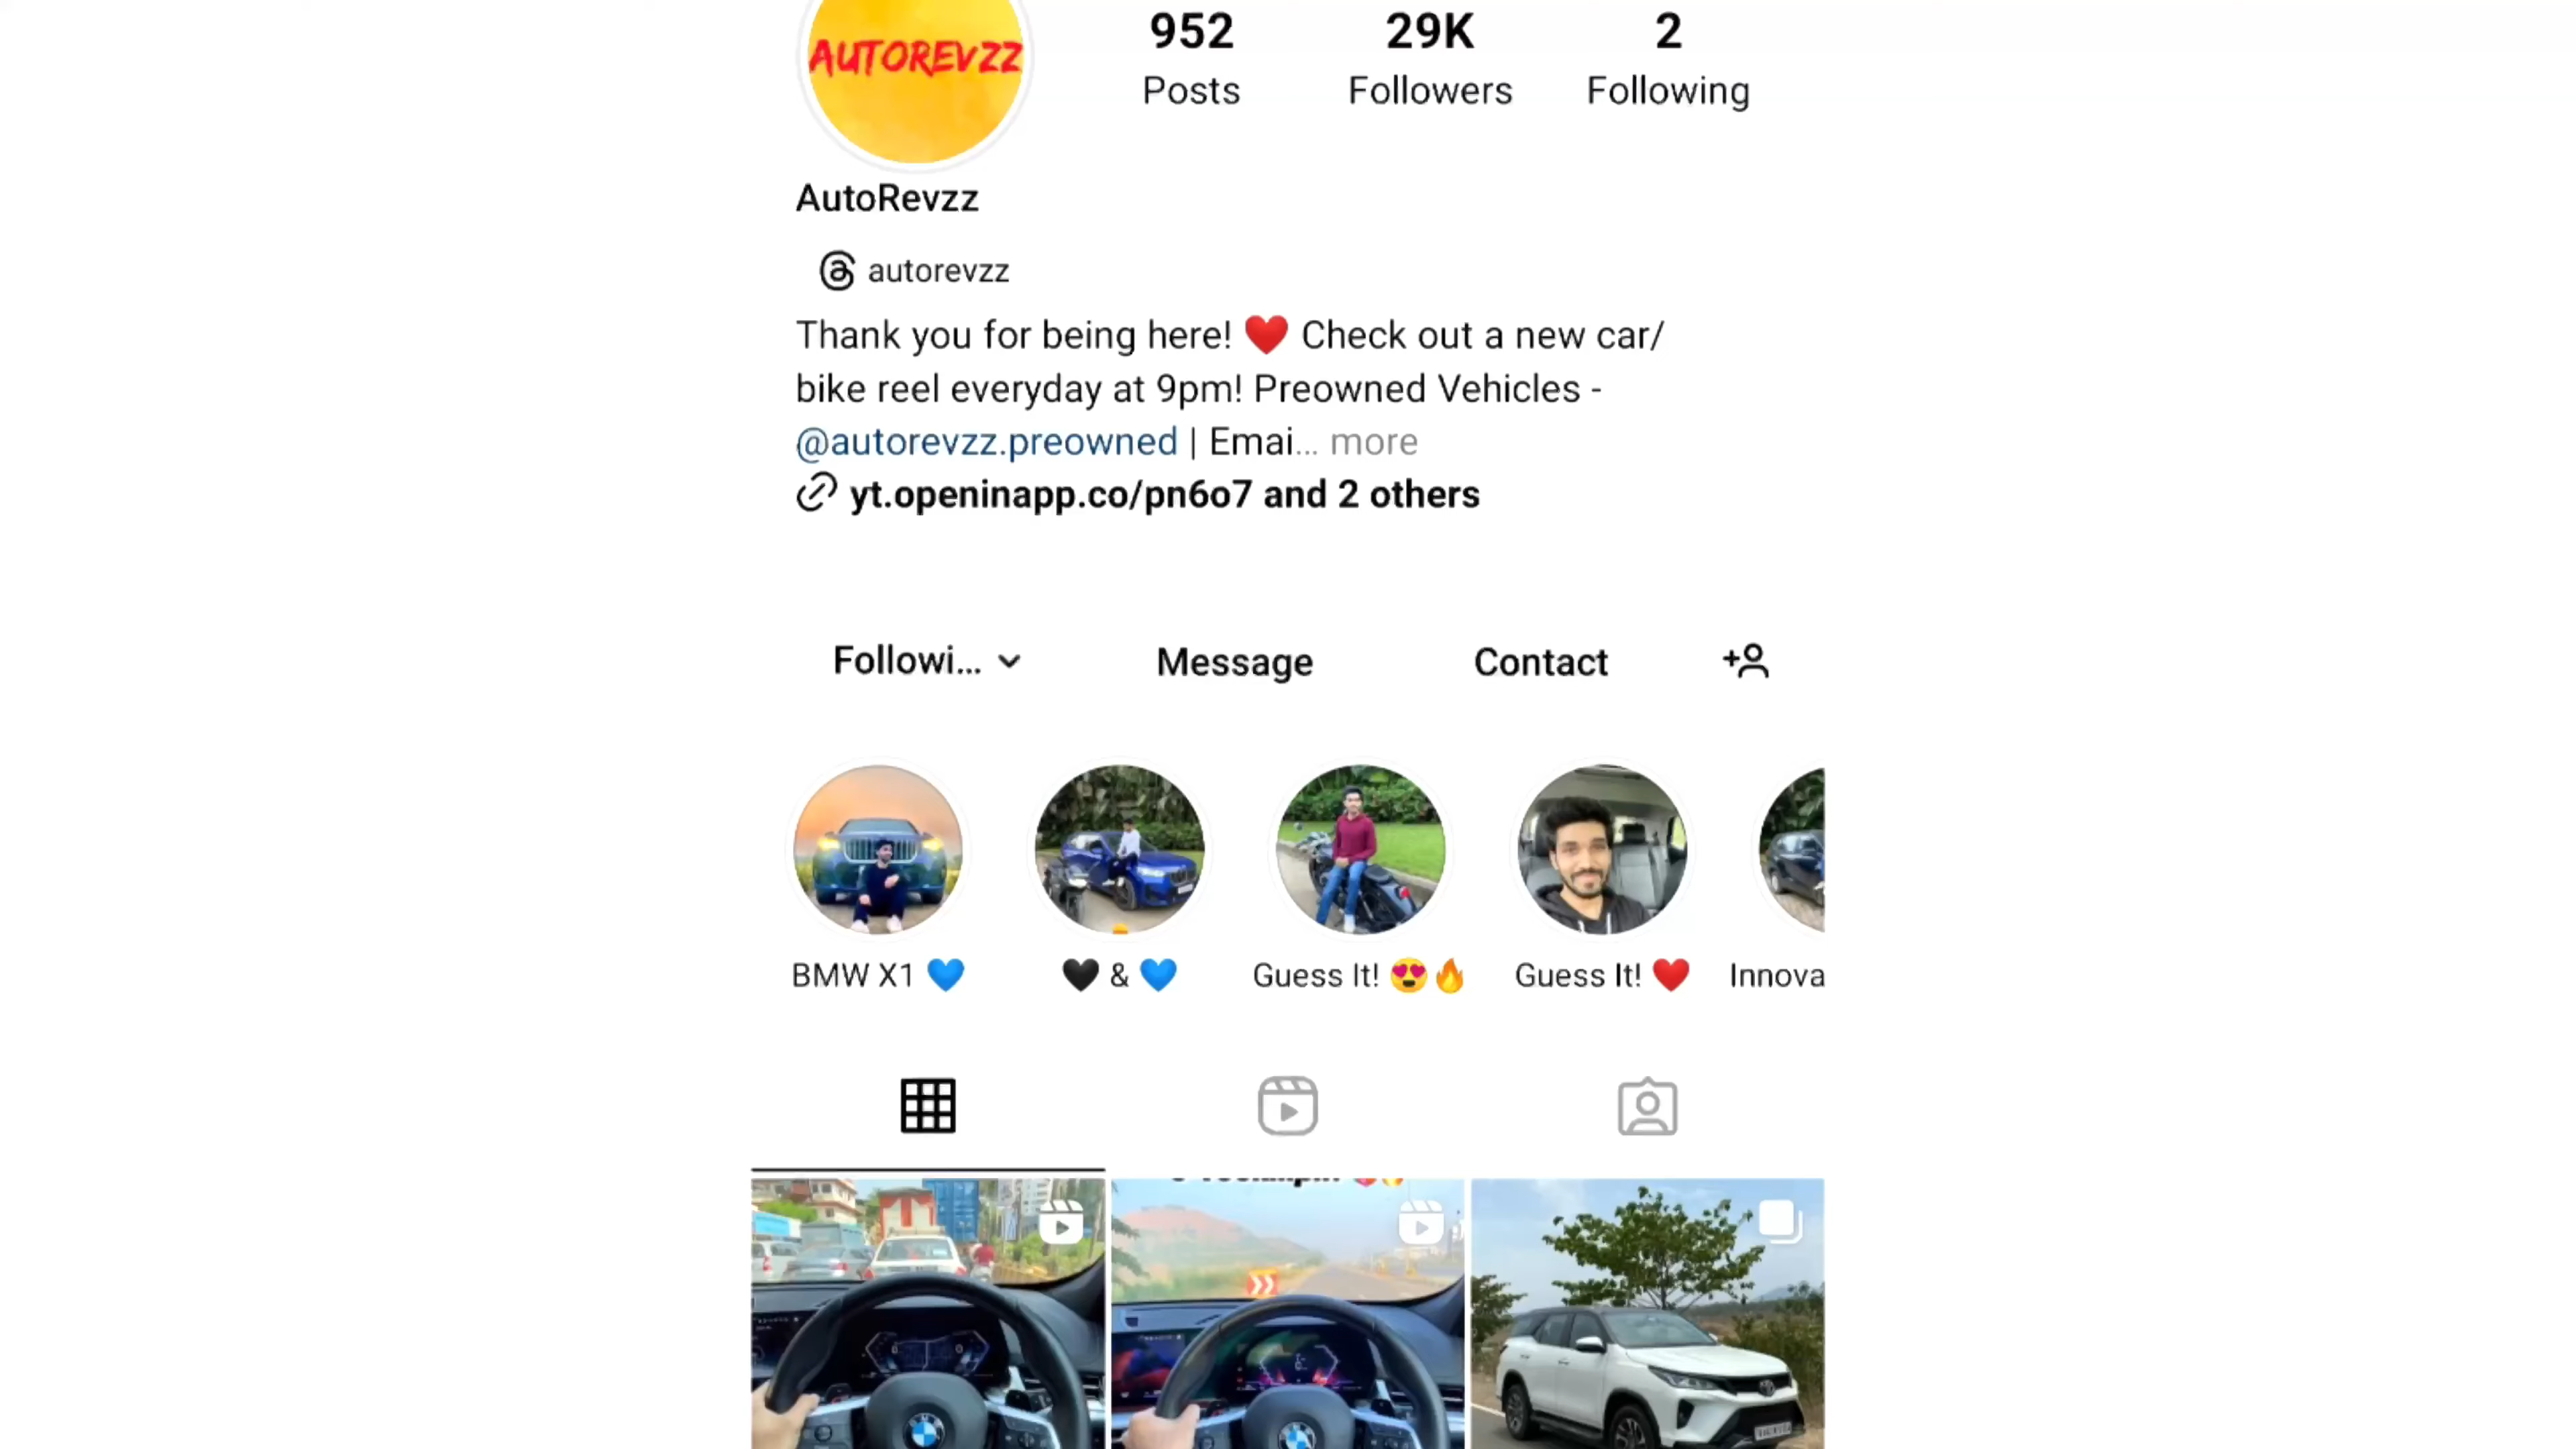 AUTOREVZZ
952 29K 2
Posts Followers Following
AutoRevzz
autorevzz
Thank you for being here! ❤️ Check out a new car/
bike reel everyday at 9pm! Preowned Vehicles -
@autorevzz.preowned | Emai... more
yt.openinapp.co/pn6o7 and 2 others
Followi... Message Contact
BMW X1 💙 🖤 & 💙 Guess It! 😍🔥 Guess It! ❤️ Innova